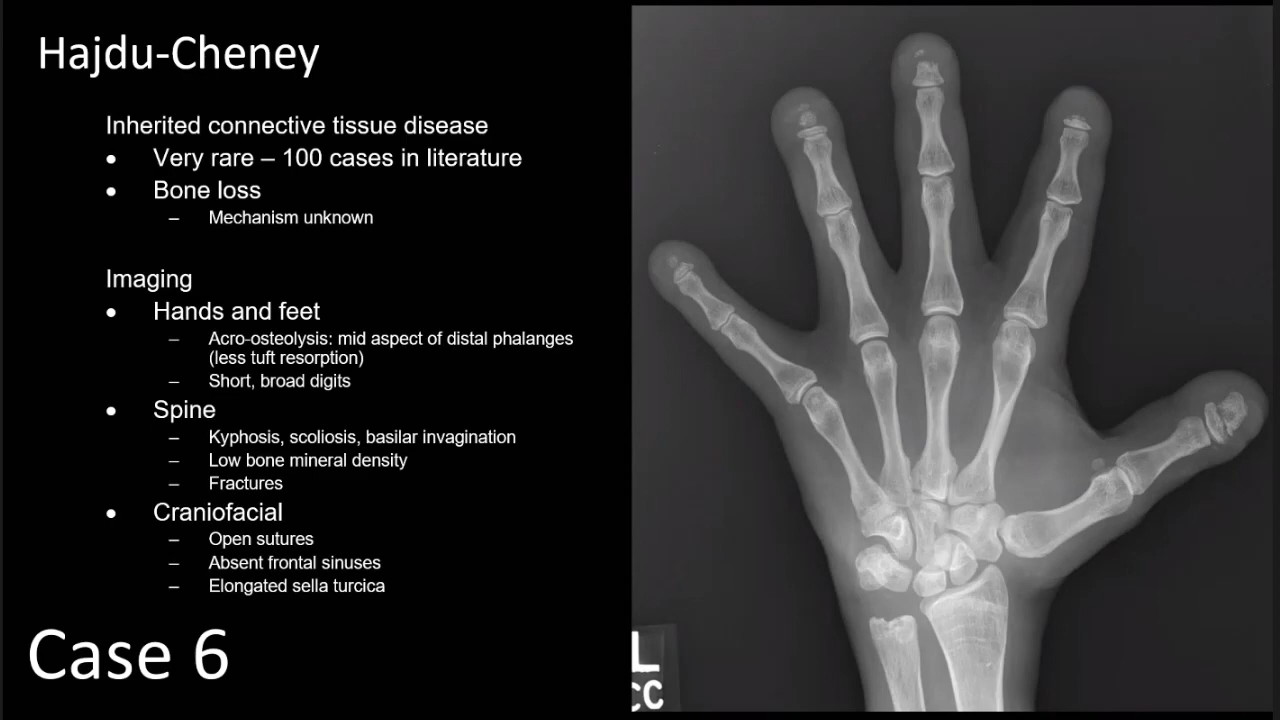 Hajdu-Cheney
Inherited connective tissue disease
• Very rare – 100 cases in literature
• Bone loss
– Mechanism unknown
Imaging
• Hands and feet
– Acro-osteolysis: mid aspect of distal phalanges
(less tuft resorption)
– Short, broad digits
• Spine
– Kyphosis, scoliosis, basilar invagination
– Low bone mineral density
– Fractures
• Craniofacial
– Open sutures
– Absent frontal sinuses
– Elongated sella turcica
Case 6
L
CC